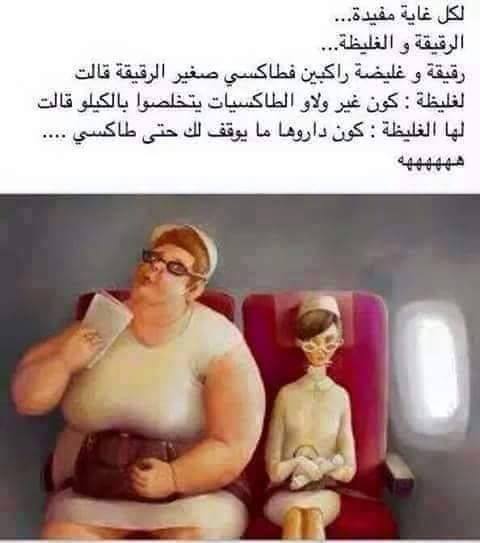 لكل غاية مفيدة...
الرقيقة و الغليظة...
رقيقة و غليضة راكبين فطاكسي صغير الرقيقة قالت
لغليظة : كون غير ولاو الطاكسيات يتخلصوا بالكيلو قالت
لها الغليظة : كون داروها ما يوقف لك حتى طاكسي ....
هههههه